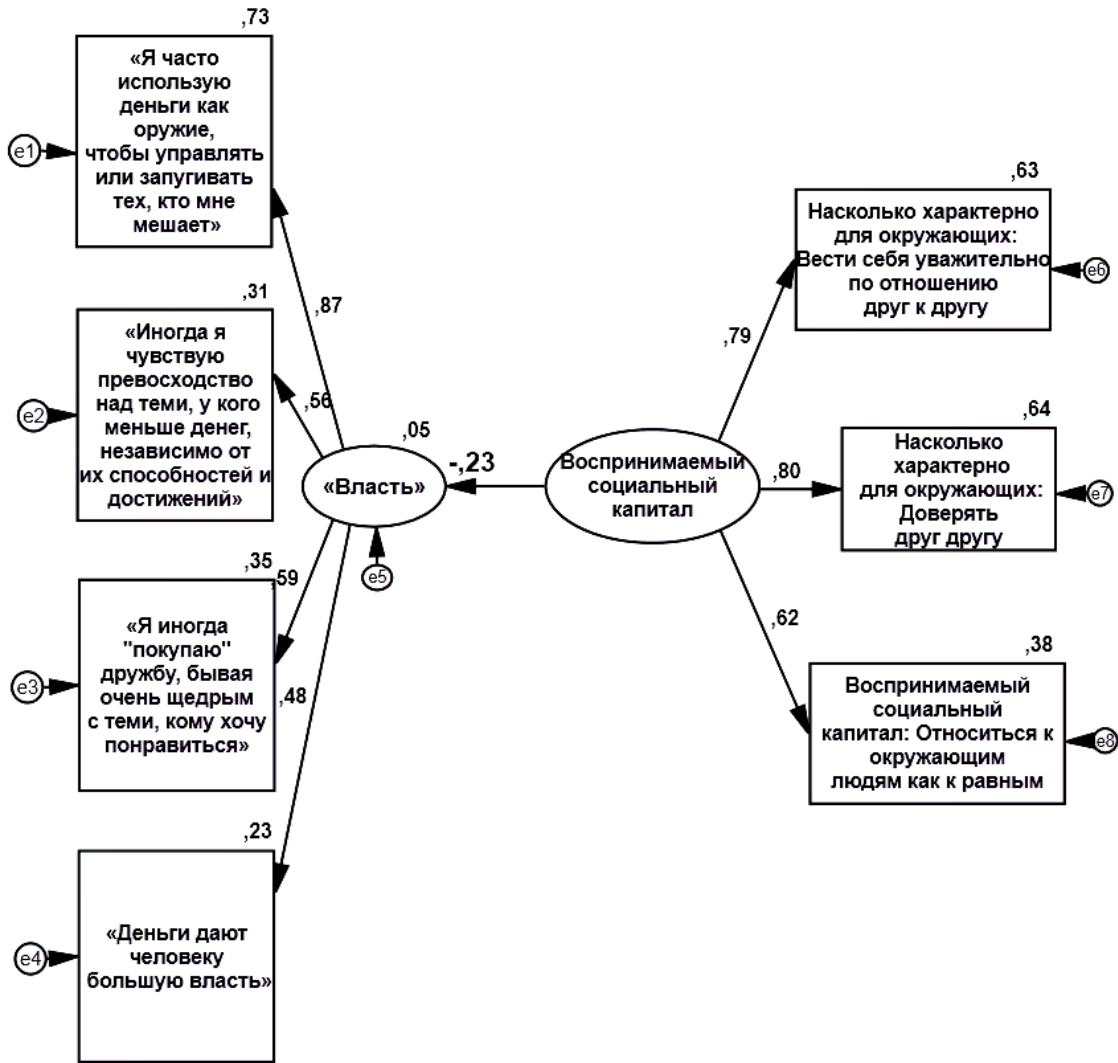 ,73
«Я часто
использую
деньги как
оружие,
чтобы управлять
или запугивать
тех, кто мне
мешает»
e1
,87
,31
«Иногда я
чувствую
превосходство
над теми, у кого
меньше денег,
независимо от
их способностей и
достижений»
e2
,56
,35
,59
«Я иногда
"покупаю"
дружбу, бывая
очень щедрым
с теми, кому хочу
понравиться»
e3
,48
,23
«Деньги дают
человеку
большую власть»
e4
,05
«Власть»
e5
-,23
Воспринимаемый
социальный
капитал
,79
,63
Насколько характерно
для окружающих:
Вести себя уважительно
по отношению
друг к другу
e6
,80
,64
Насколько
характерно
для окружающих:
Доверять
друг другу
e7
,62
,38
Воспринимаемый
социальный
капитал: Относиться к
окружающим
людям как к равным
e8